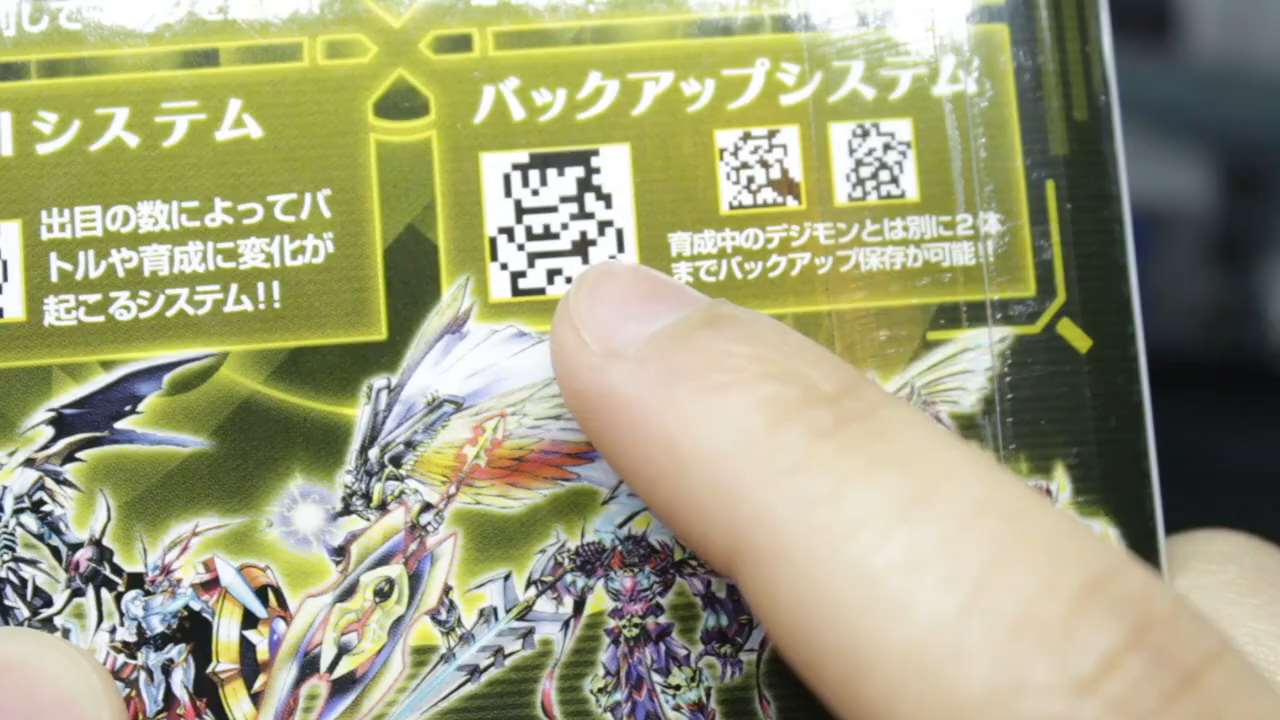 システム
出目の数によってバ
トルや育成に変化が
起こるシステム!!
バックアップシステム
育成中のデジモンとは別に2体
までバックアップ保存が可能!!